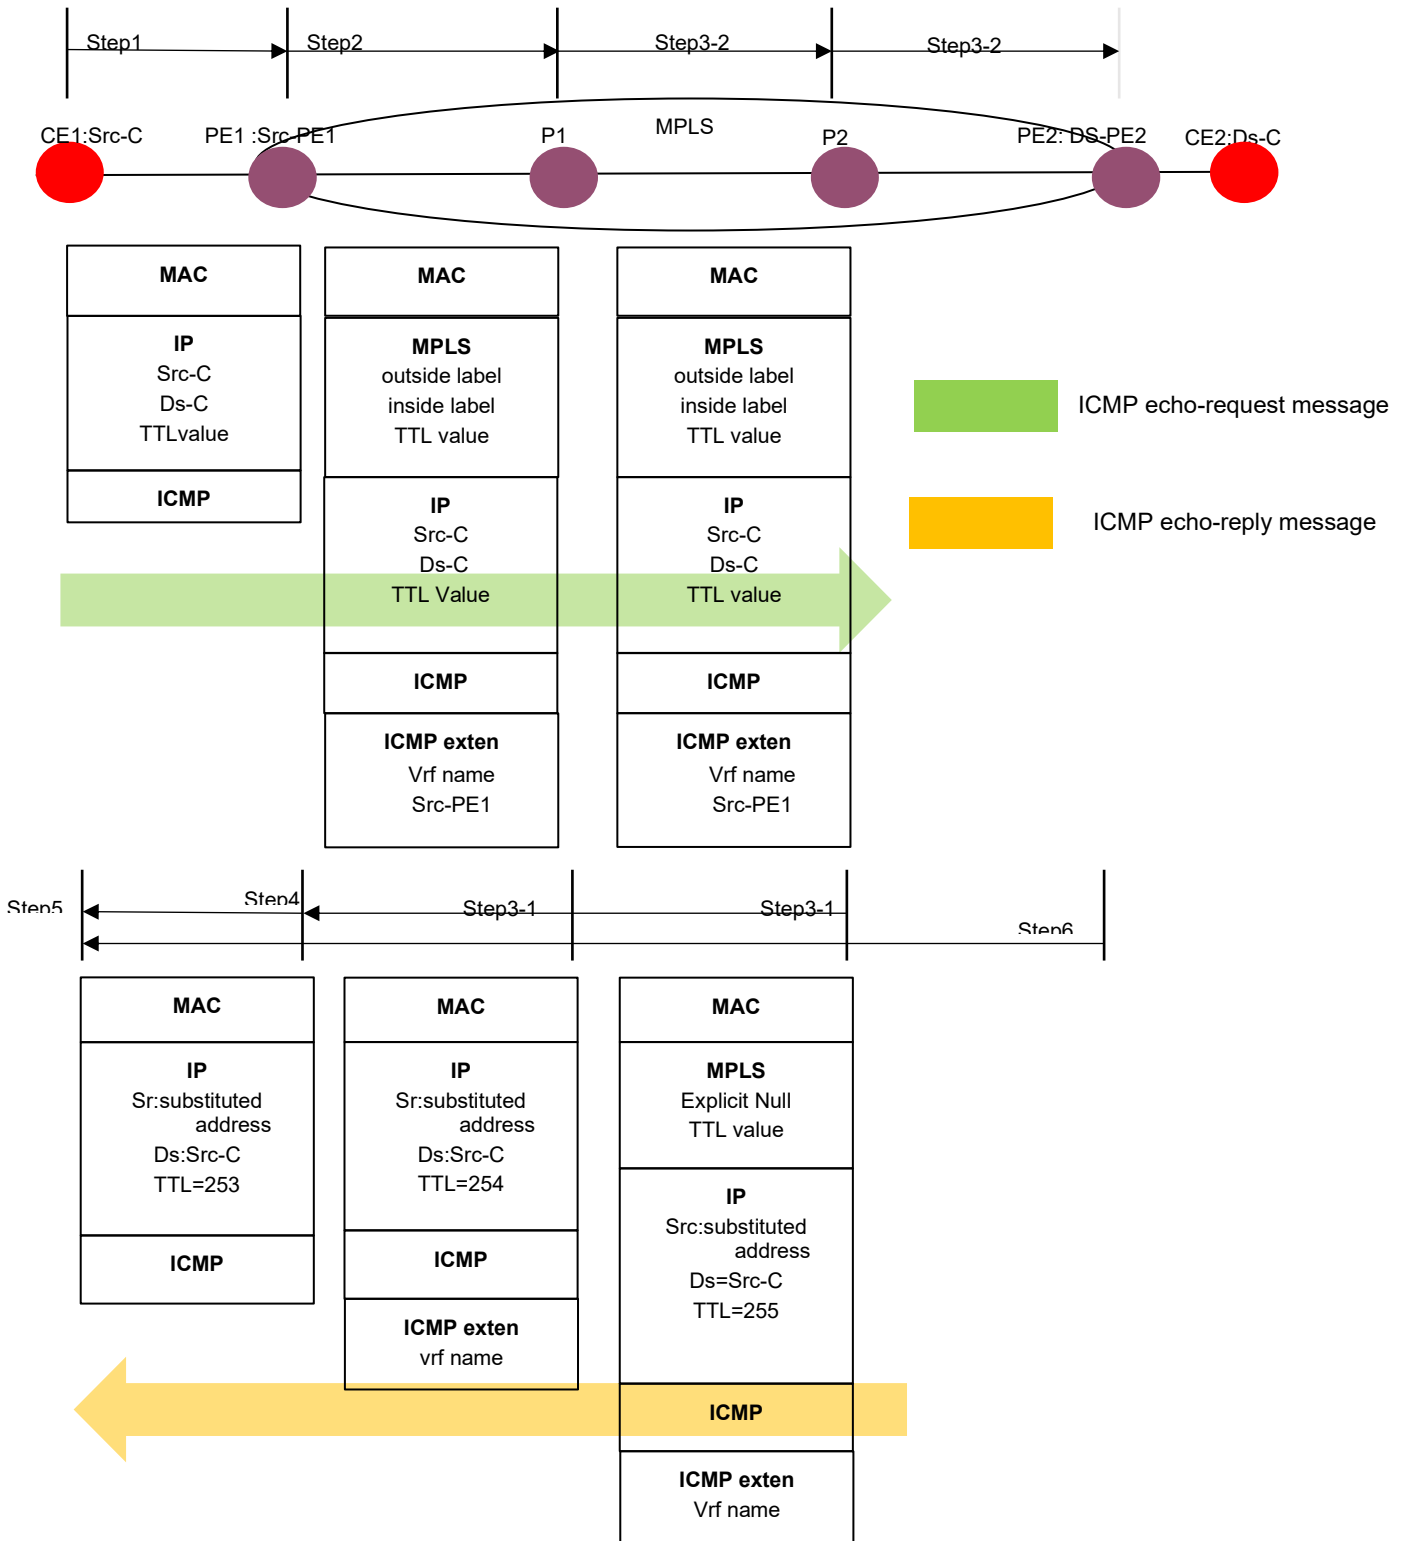 Step1
Step2
Step3-2
Step3-2
CE1:Src-C
PE1 :Src-PE1
P1
MPLS
P2
PE2: DS-PE2
CE2:Ds-C
MAC
IP
Src-C
Ds-C
TTLvalue
ICMP
MAC
MPLS
outside label
inside label
TTL value
IP
Src-C
Ds-C
TTL Value
ICMP
ICMP exten
Vrf name
Src-PE1
MAC
MPLS
outside label
inside label
TTL value
IP
Src-C
Ds-C
TTL value
ICMP
ICMP exten
Vrf name
Src-PE1
ICMP echo-request message
ICMP echo-reply message
Step5
Step4
Step3-1
Step3-1
Step6
MAC
IP
Sr:substituted
address
Ds:Src-C
TTL=253
ICMP
MAC
IP
Sr:substituted
address
Ds:Src-C
TTL=254
ICMP
ICMP exten
vrf name
MAC
MPLS
Explicit Null
TTL value
IP
Src:substituted
address
Ds=Src-C
TTL=255
ICMP
ICMP exten
Vrf name